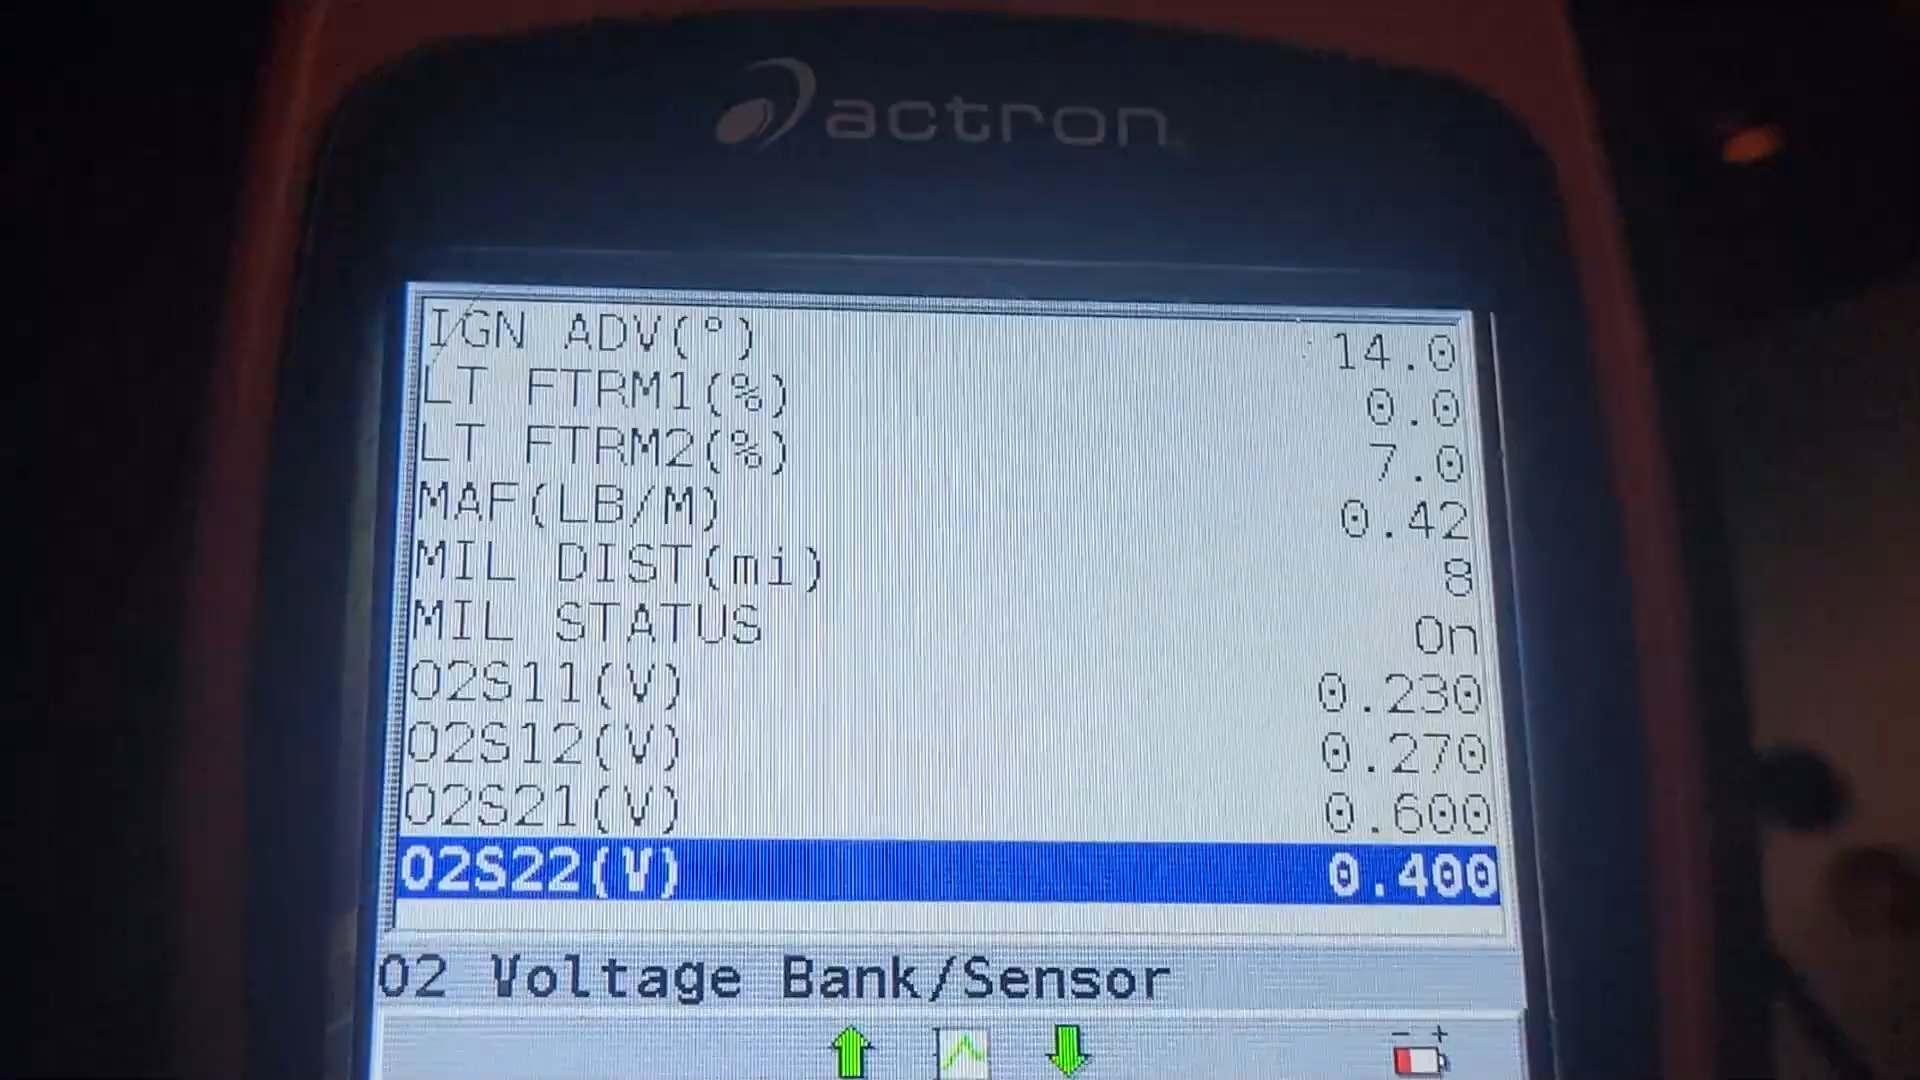 actron
IGN ADV(°) 14.0
LT FTRM1(%) 0.0
LT FTRM2(%) 7.0
MAF(LB/M) 0.42
MIL DIST(mi) 8
MIL STATUS On
O2S11(V) 0.230
O2S12(V) 0.270
O2S21(V) 0.600
O2S22(V) 0.400
O2 Voltage Bank/Sensor
- +